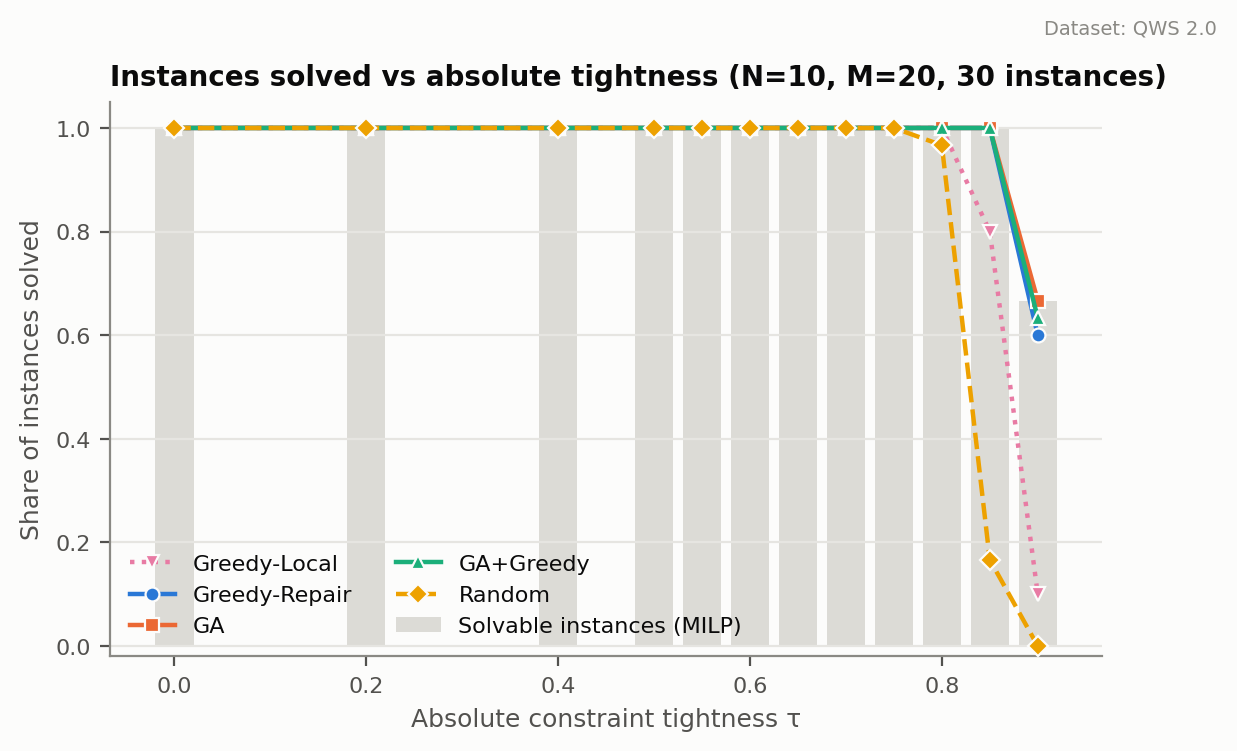 Dataset: QWS 2.0
Instances solved vs absolute tightness (N=10, M=20, 30 instances)
Share of instances solved
1.0
0.8
0.6
0.4
0.2
0.0
Greedy-Local
Greedy-Repair
GA
GA+Greedy
Random
Solvable instances (MILP)
0.0 0.2 0.4 0.6 0.8
Absolute constraint tightness τ